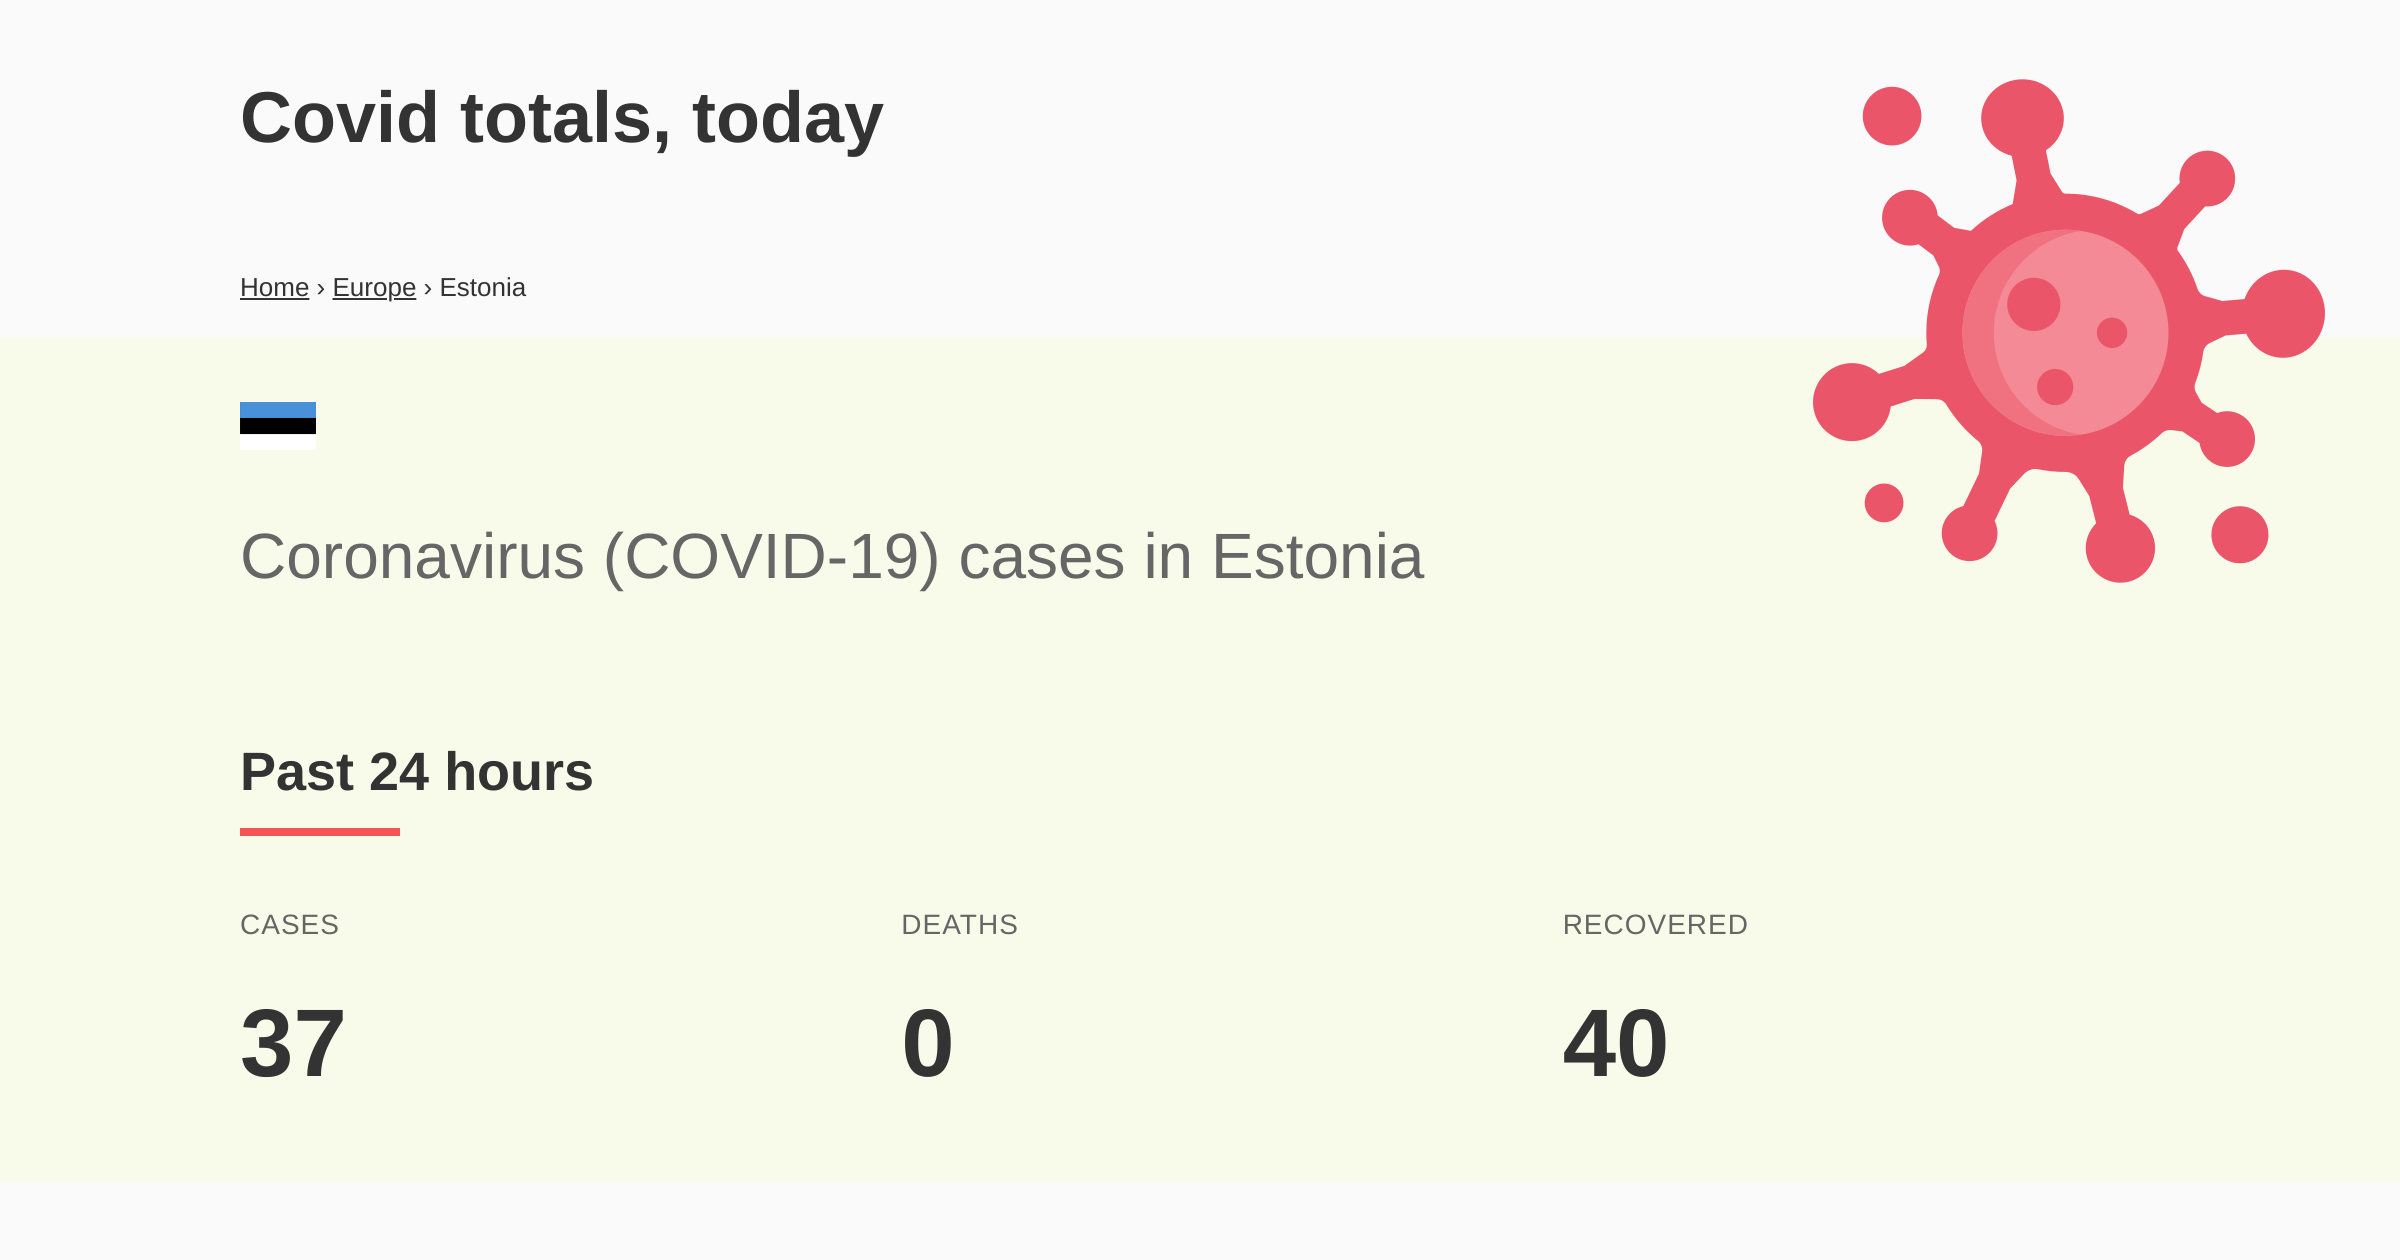 Covid totals, today
Home › Europe › Estonia
Coronavirus (COVID-19) cases in Estonia
Past 24 hours
CASES DEATHS RECOVERED
37 0 40